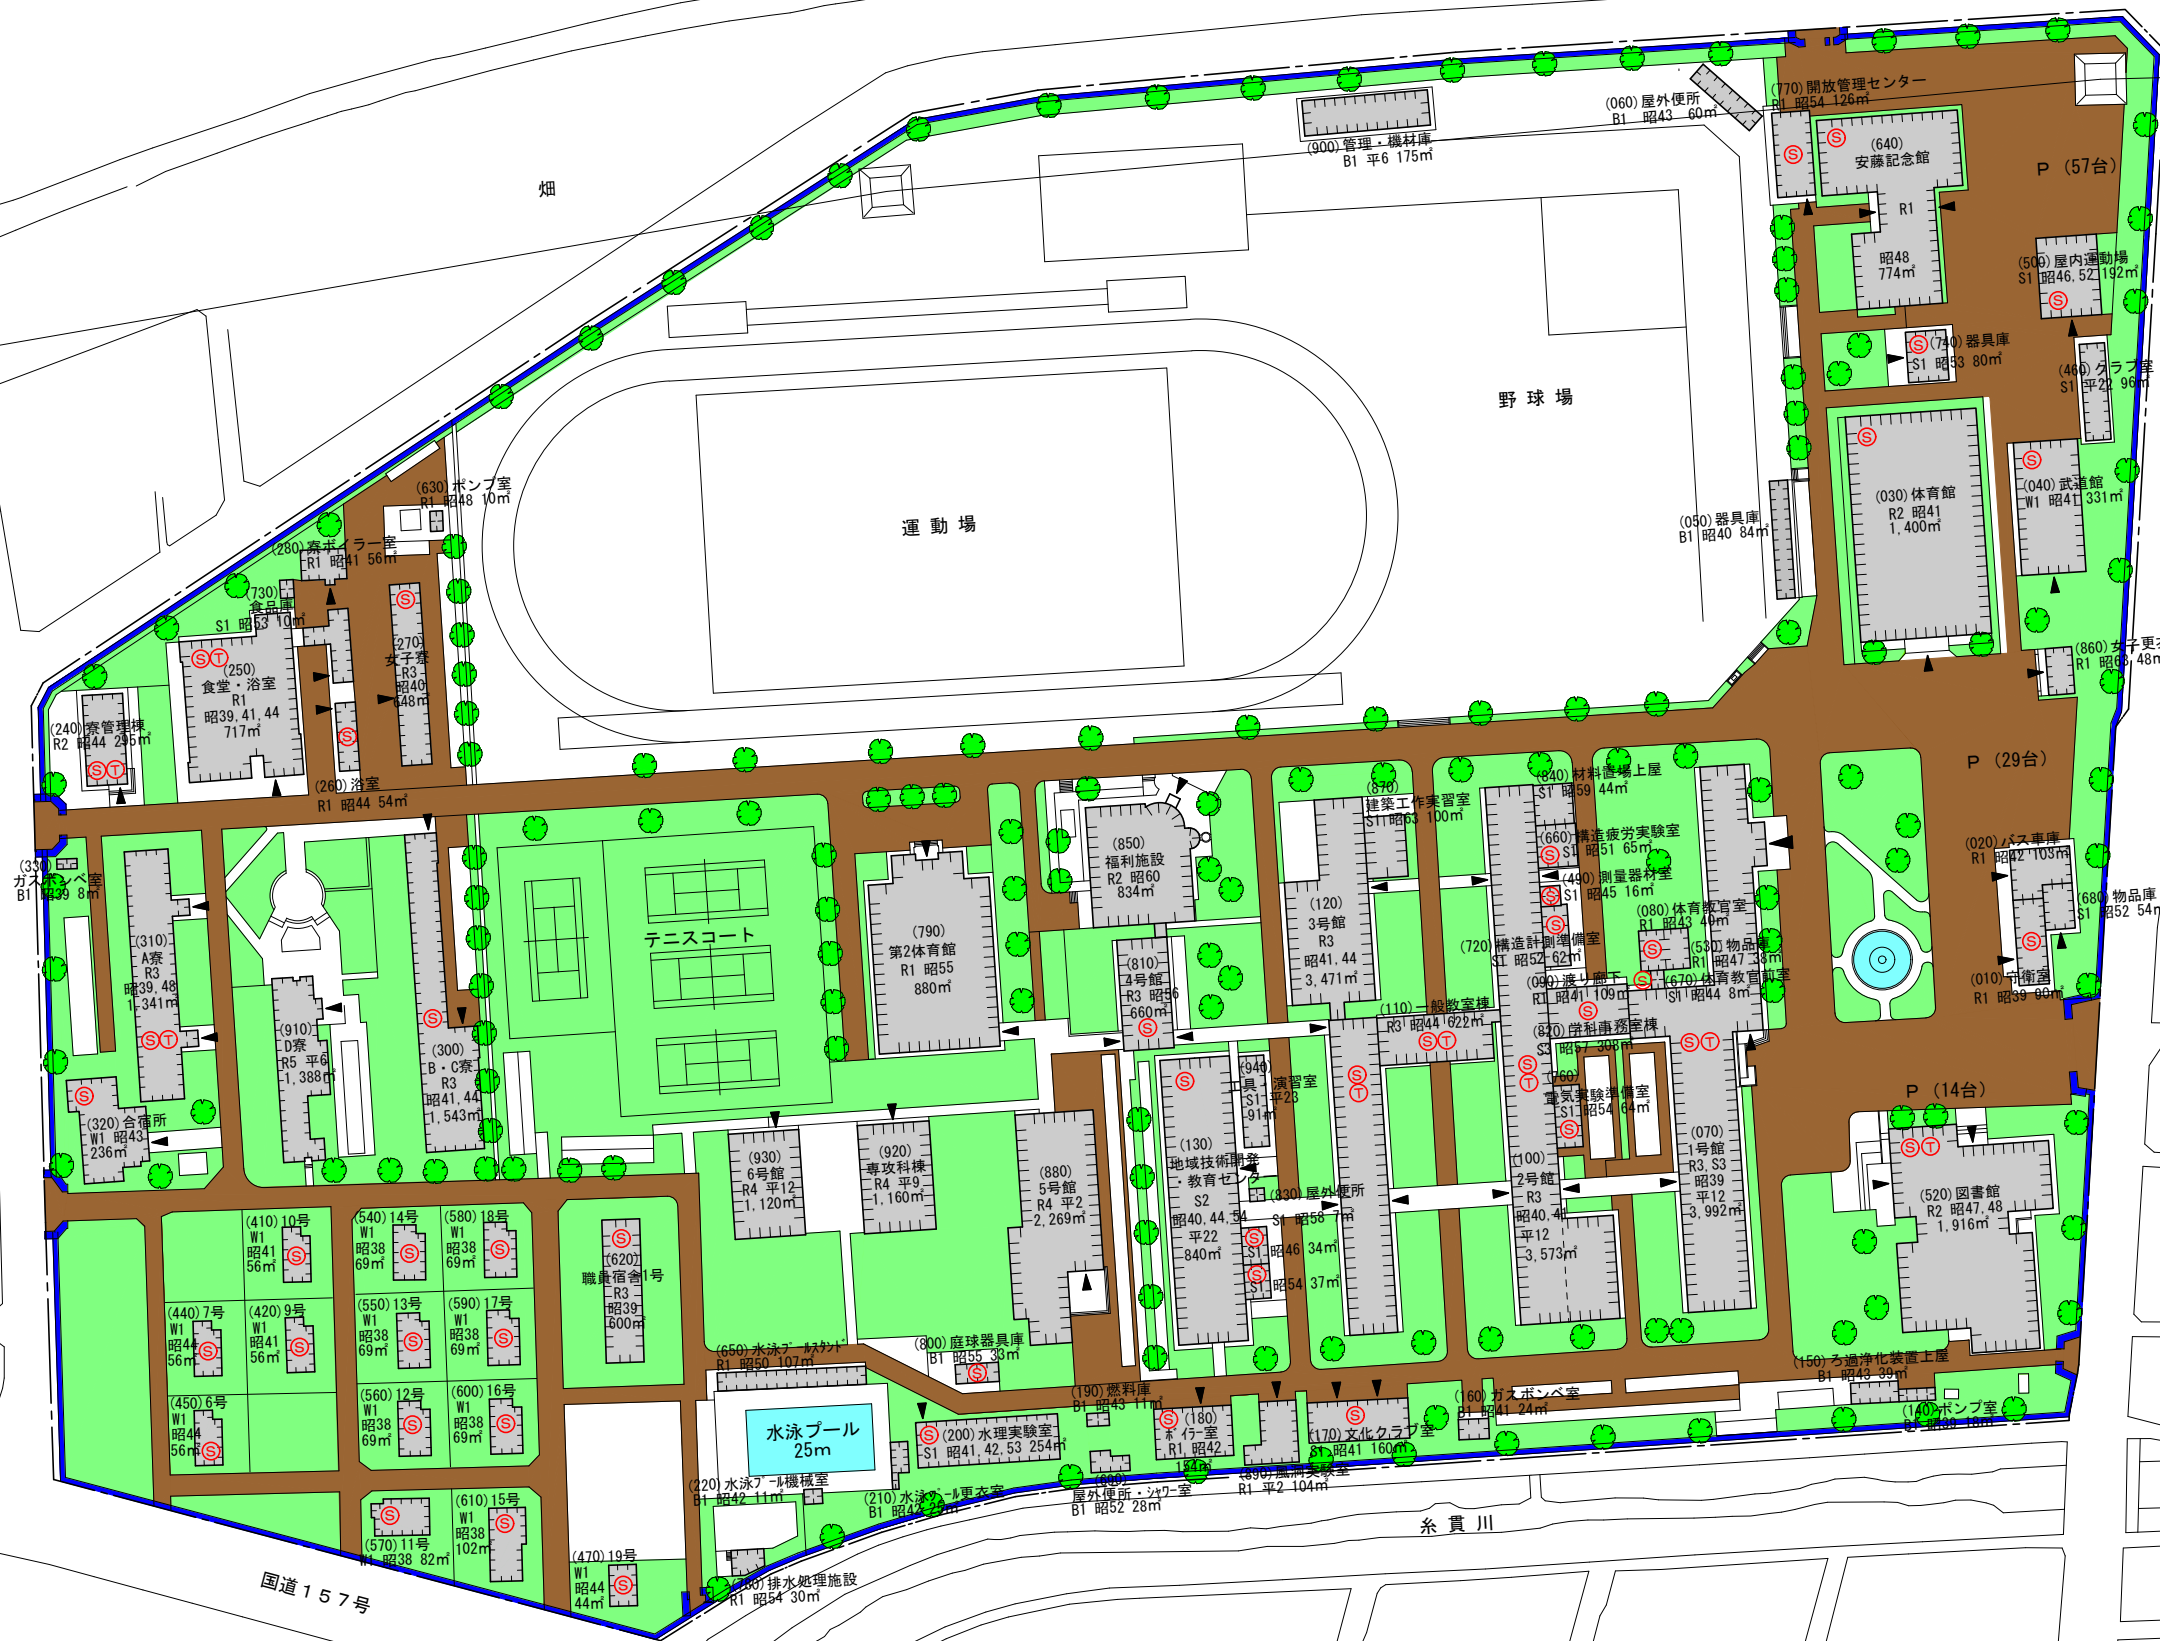 畑
(900)管理・機材庫
B1 平6 175㎡
(060)屋外便所
B1 昭43 60㎡
(770)開放管理センター
R1 昭54 126㎡
(640)
安藤記念館
R1
昭48
774㎡
P (57台)
(500)屋内運動場
S1 昭46,52 192㎡
(740)器具庫
S1 昭53 80㎡
(460)クラブ室
S1 平22 96㎡
野球場
運動場
(630)ポンプ室
R1 昭48 10㎡
(030)体育館
R2 昭41
1,400㎡
(040)武道館
W1 昭41 331㎡
(050)器具庫
B1 昭40 84㎡
(280)寮ボイラー室
R1 昭41 56㎡
(730)
食品庫
S1 昭53 10㎡
(270)
女子寮
R3
昭40
648㎡
(250)
食堂・浴室
R1
昭39,41,44
717㎡
(240)寮管理棟
R2 昭44 295㎡
(260)浴室
R1 昭44 54㎡
(860)女子更
R1 昭63 48㎡
P (29台)
(840)材料置場上屋
S1 昭59 44㎡
(870)
建築工作実習室
S1 昭63 100㎡
(660)構造疲労実験室
S1 昭51 65㎡
(490)測量器材室
S1 昭45 16㎡
(850)
福利施設
R2 昭60
834㎡
(020)バス車庫
R1 昭42 103㎡
(330)
ガスボンベ室
B1 昭39 8㎡
(680)物品庫
S1 昭52 54㎡
(080)体育教官室
R1 昭43 40㎡
(120)
3号館
R3
昭41,44
3,471㎡
(790)
第2体育館
R1 昭55
880㎡
テニスコート
(310)
A寮
R3
昭39,48
1,341㎡
(720)構造計測準備室
S1 昭52 62㎡
(530)物品庫
R1 昭47 38㎡
(810)
4号館
R3 昭56
660㎡
(090)渡り廊下
R1 昭41 109㎡
(670)体育教官前室
S1 昭44 8㎡
(010)守衛室
R1 昭39 60㎡
(110)一般教室棟
R3 昭44 622㎡
(820)学科事務室棟
S3 昭57 308㎡
(910)
D寮
R5 平6
1,388㎡
(300)
B・C寮
R3
昭41,44
1,543㎡
(940)
工具・演習室
S1 平23
91㎡
(760)
電気実験準備室
S1 昭54 64㎡
P (14台)
(320)合宿所
W1 昭43
236㎡
(930)
6号館
R4 平12
1,120㎡
(920)
専攻科棟
R4 平9
1,160㎡
(880)
5号館
R4 平2
2,269㎡
(130)
地域技術開発
・教育センタ
S2
昭40,44,54
平22
840㎡
(070)
1号館
R3,S3
昭39
平12
3,992㎡
(100)
2号館
R3
昭40,41
平12
3,573㎡
(830)屋外便所
S1 昭58 7㎡
S1 昭46 34㎡
S1 昭54 37㎡
(520)図書館
R2 昭47,48
1,916㎡
(410)10号
W1
昭41
56㎡
(540)14号
W1
昭38
69㎡
(580)18号
W1
昭38
69㎡
(620)
職員宿舎1号
R3
昭39
600㎡
(440)7号
W1
昭44
56㎡
(420)9号
W1
昭41
56㎡
(550)13号
W1
昭38
69㎡
(590)17号
W1
昭38
69㎡
(450)6号
W1
昭44
56㎡
(560)12号
W1
昭38
69㎡
(600)16号
W1
昭38
69㎡
(650)水泳プールスタンド
R1 昭50 107㎡
(800)庭球器具庫
B1 昭55 33㎡
(150)ろ過浄化装置上屋
B1 昭43 39㎡
(190)燃料庫
B1 昭43 11㎡
(160)ガスボンベ室
B1 昭41 24㎡
(140)ポンプ室
水泳プール
25m
(200)水理実験室
S1 昭41,42,53 254㎡
(180)
ボイラー室
R1 昭42
154㎡
(170)文化クラブ室
S1 昭41 160㎡
(890)風洞実験室
R1 平2 104㎡
(220)水泳プール機械室
B1 昭42 11㎡
(210)水泳プール更衣室
B1 昭42 25㎡
屋外便所・シャワー室
B1 昭52 28㎡
(570)11号
W1 昭38 82㎡
(610)15号
W1
昭38
102㎡
(470)19号
W1
昭44
44㎡
排水処理施設
R1 昭54 30㎡
糸貫川
国道157号